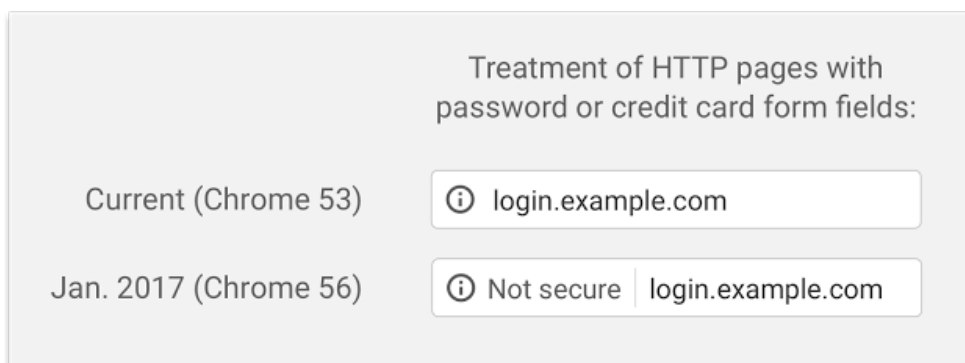 Treatment of HTTP pages with
password or credit card form fields:
Current (Chrome 53)
login.example.com
Jan. 2017 (Chrome 56)
Not secure login.example.com